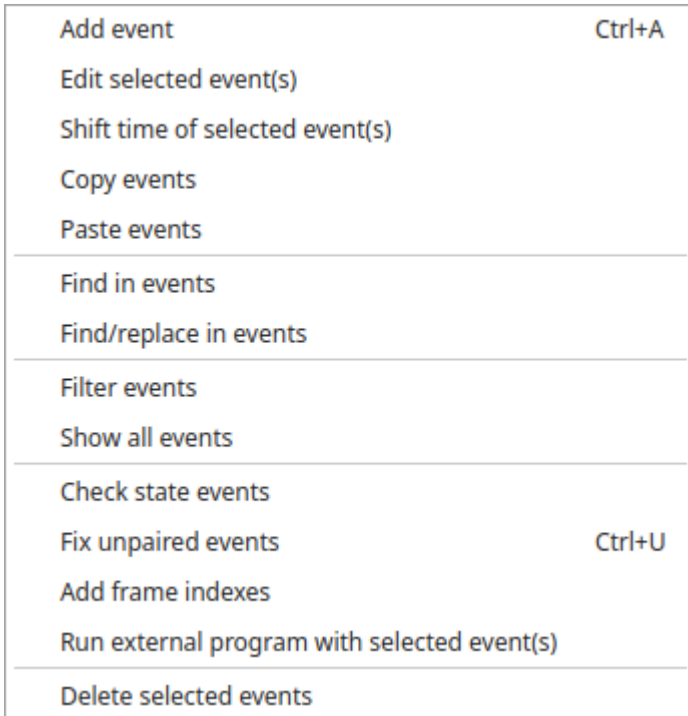 Add event Ctrl+A
Edit selected event(s)
Shift time of selected event(s)
Copy events
Paste events
Find in events
Find/replace in events
Filter events
Show all events
Check state events
Fix unpaired events Ctrl+U
Add frame indexes
Run external program with selected event(s)
Delete selected events